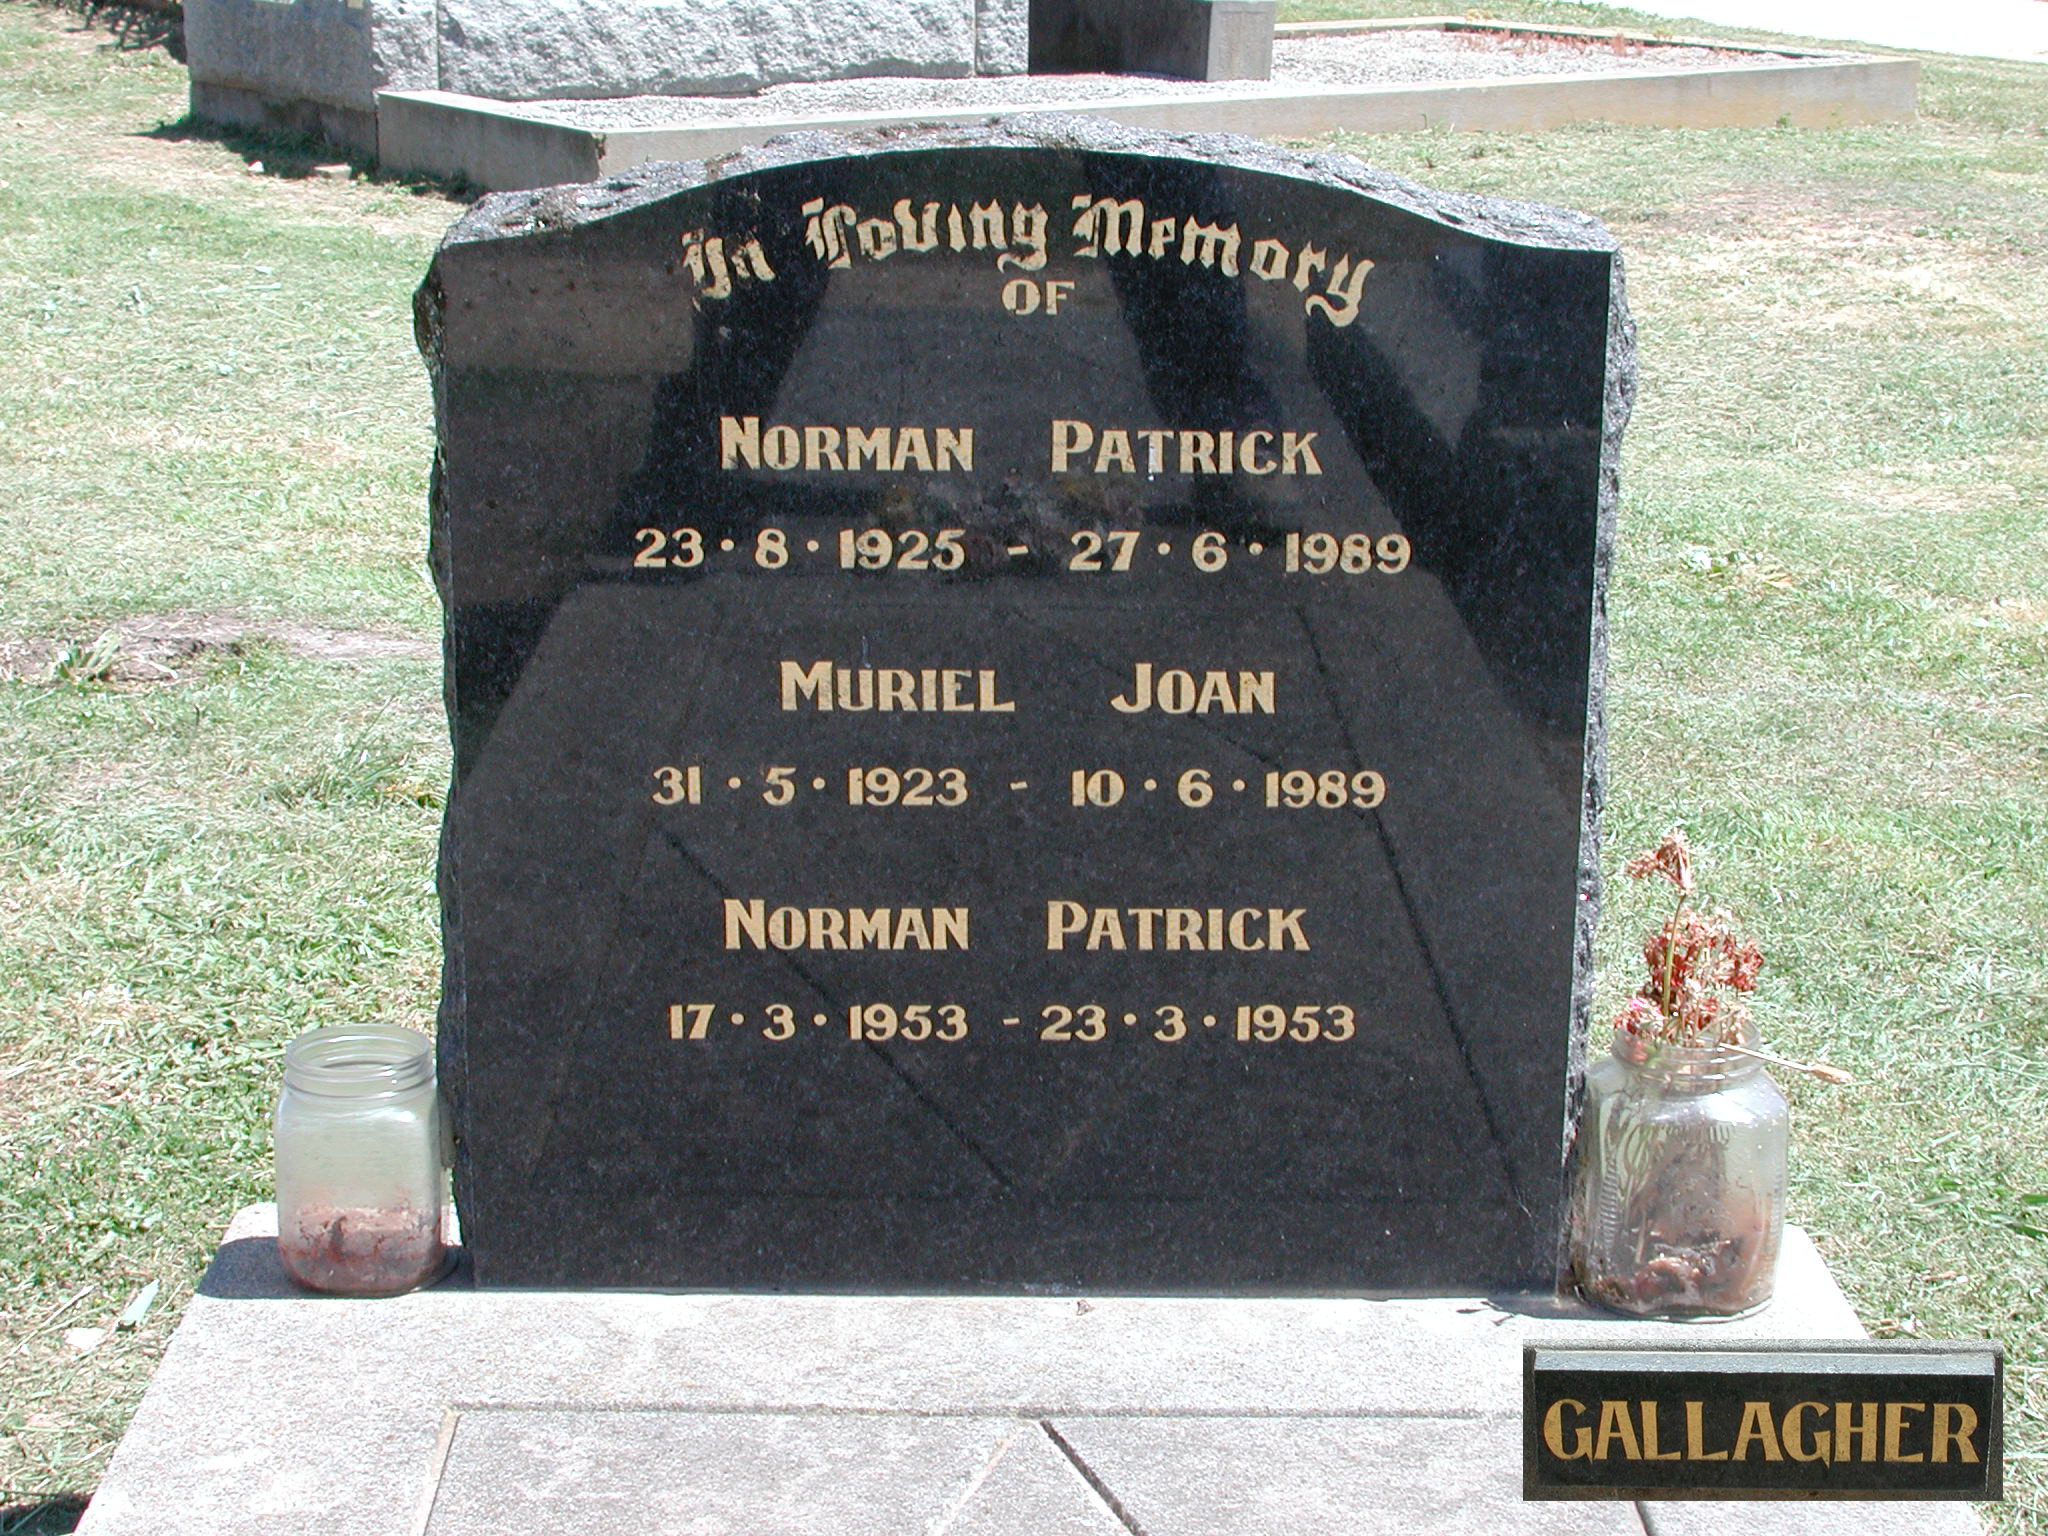 In Loving Memory
OF
NORMAN PATRICK
23·8·1925 - 27·6·1989
MURIEL JOAN
31·5·1923 - 10·6·1989
NORMAN PATRICK
17·3·1953 - 23·3·1953
GALLAGHER